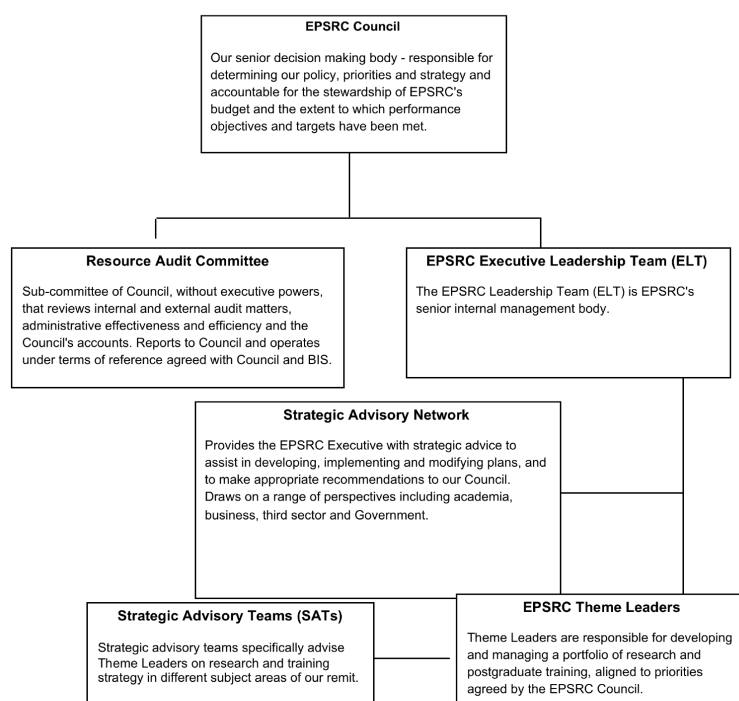 EPSRC Council
Our senior decision making body - responsible for
determining our policy, priorities and strategy and
accountable for the stewardship of EPSRC's
budget and the extent to which performance
objectives and targets have been met.
Resource Audit Committee
Sub-committee of Council, without executive powers,
that reviews internal and external audit matters,
administrative effectiveness and efficiency and the
Council's accounts. Reports to Council and operates
under terms of reference agreed with Council and BIS.
EPSRC Executive Leadership Team (ELT)
The EPSRC Leadership Team (ELT) is EPSRC's
senior internal management body.
Strategic Advisory Network
Provides the EPSRC Executive with strategic advice to
assist in developing, implementing and modifying plans, and
to make appropriate recommendations to our Council.
Draws on a range of perspectives including academia,
business, third sector and Government.
Strategic Advisory Teams (SATs)
Strategic advisory teams specifically advise
Theme Leaders on research and training
strategy in different subject areas of our remit.
EPSRC Theme Leaders
Theme Leaders are responsible for developing
and managing a portfolio of research and
postgraduate training, aligned to priorities
agreed by the EPSRC Council.